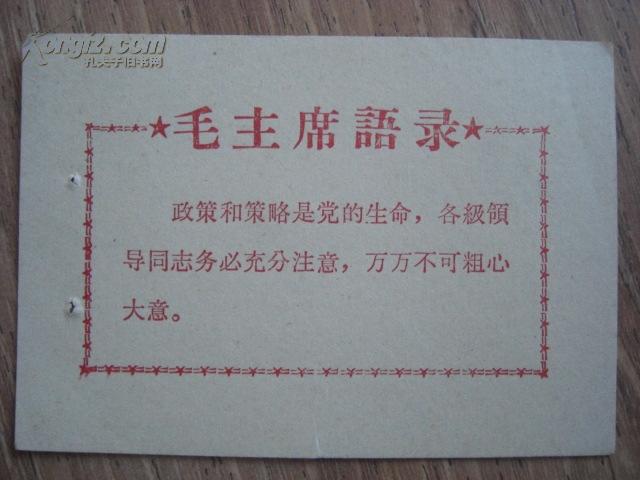 Kongfz.com
孔夫子旧书网
毛主席語录
政策和策略是党的生命，各級領
导同志务必充分注意，万万不可粗心
大意。